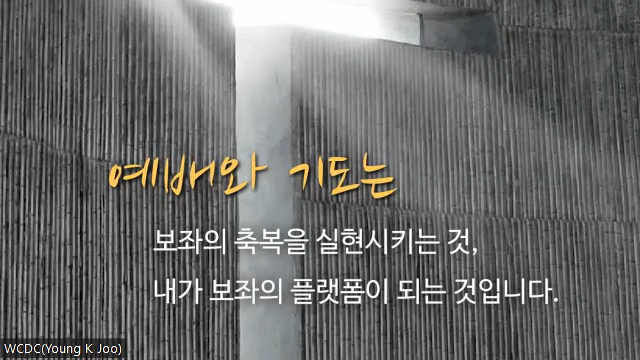 예배와 기도는
보좌의 축복을 실현시키는 것,
내가 보좌의 플랫폼이 되는 것입니다.
WCDC(Young K Joo)